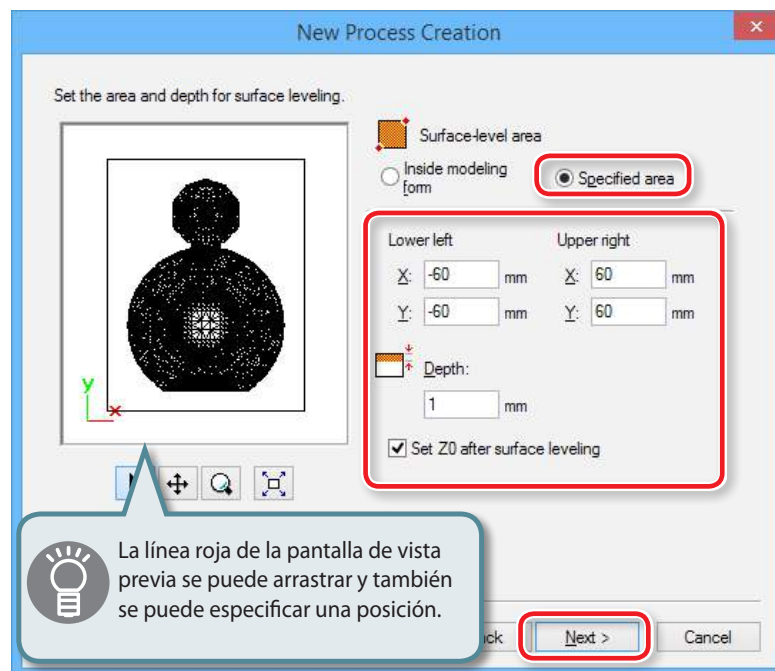 New Process Creation
Set the area and depth for surface leveling.
Surface-level area
Inside modeling
form
Specified area
Lower left
Upper right
X: -60 mm
X: 60 mm
Y: -60 mm
Y: 60 mm
Depth:
1 mm
Set Z0 after surface leveling
y
x
La línea roja de la pantalla de vista
previa se puede arrastrar y también
se puede especificar una posición.
Next >
Cancel